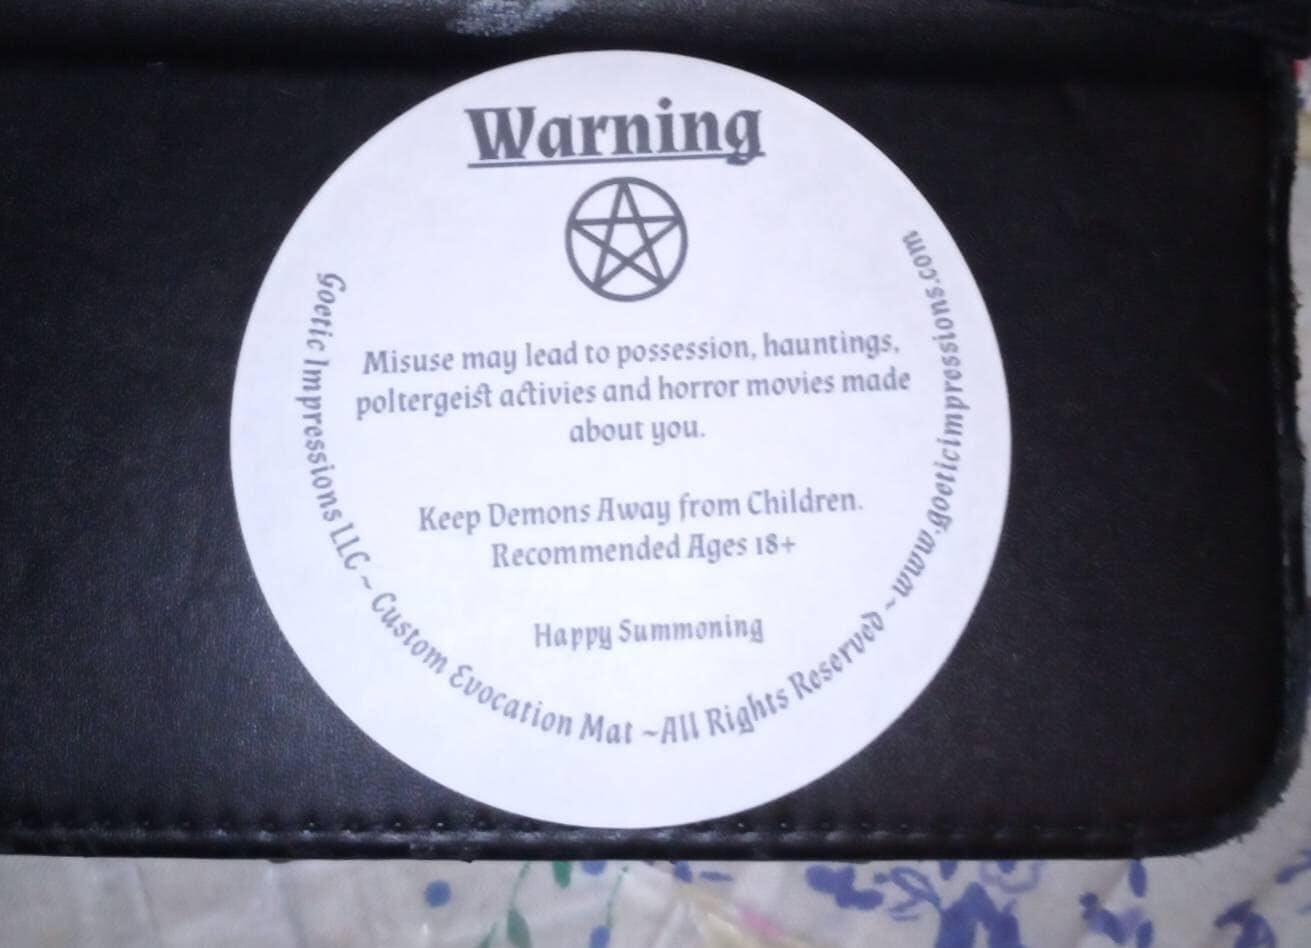 Warning
Misuse may lead to possession, hauntings,
poltergeist activies and horror movies made
about you.
Keep Demons Away from Children.
Recommended Ages 18+
Happy Summoning
Goetic Impressions LLC ~ Custom Evocation Mat ~All Rights Reserved ~ www.goeticimpressions.com